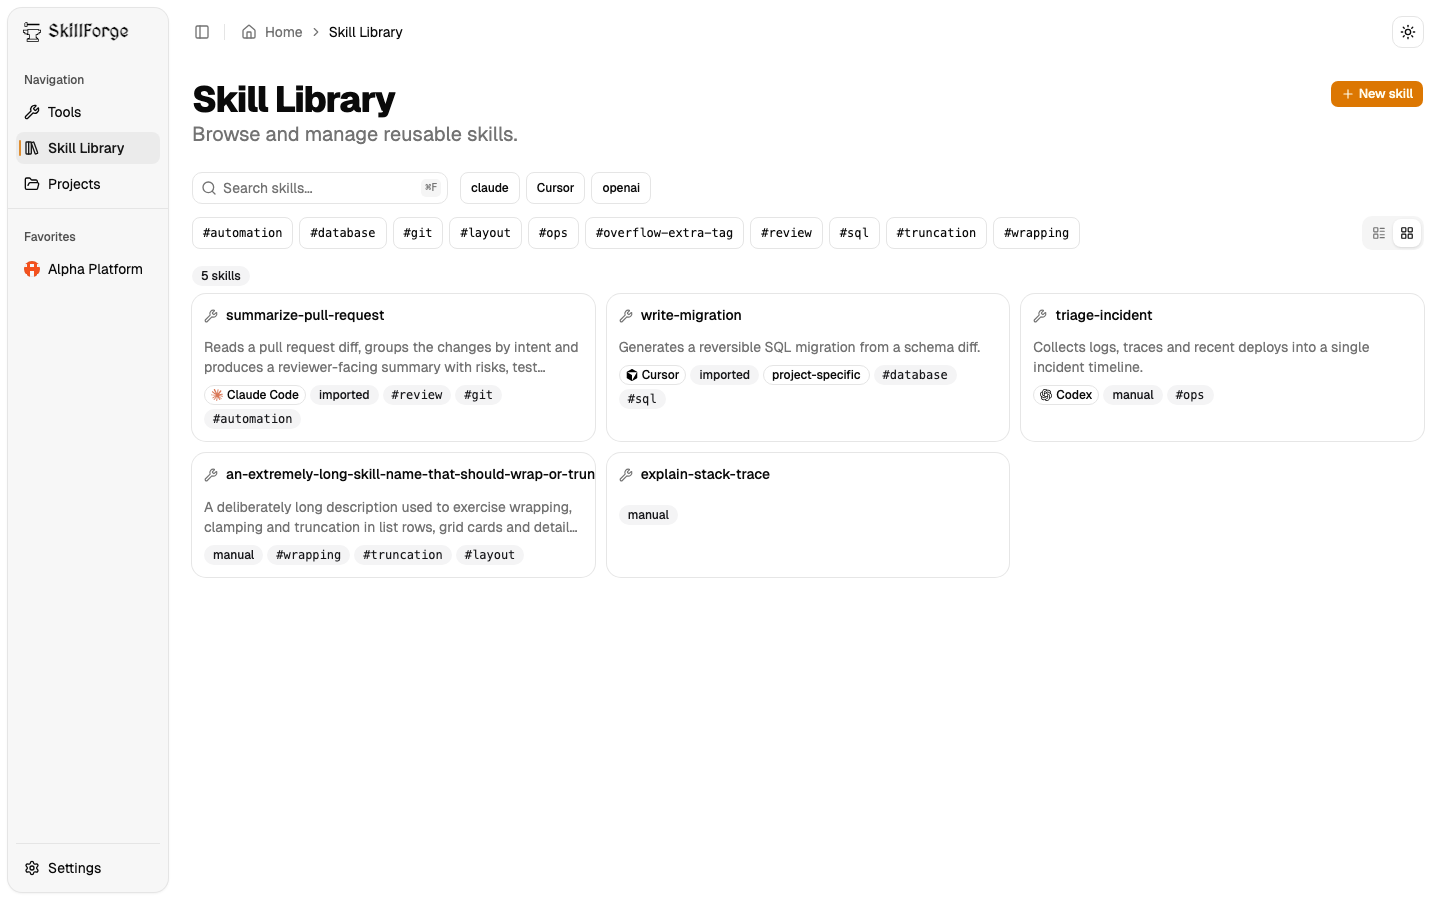 SkillForge
Home
Skill Library
Navigation
Tools
Skill Library
Projects
Favorites
Alpha Platform
Settings
Skill Library
Browse and manage reusable skills.
New skill
Search skills... ⌘F
claude
Cursor
openai
#automation
#database
#git
#layout
#ops
#overflow-extra-tag
#review
#sql
#truncation
#wrapping
5 skills
summarize-pull-request
Reads a pull request diff, groups the changes by intent and
produces a reviewer-facing summary with risks, test...
Claude Code imported #review #git
#automation
write-migration
Generates a reversible SQL migration from a schema diff.
Cursor imported project-specific #database
#sql
triage-incident
Collects logs, traces and recent deploys into a single
incident timeline.
Codex manual #ops
an-extremely-long-skill-name-that-should-wrap-or-trun
A deliberately long description used to exercise wrapping,
clamping and truncation in list rows, grid cards and detail...
manual #wrapping #truncation #layout
explain-stack-trace
manual